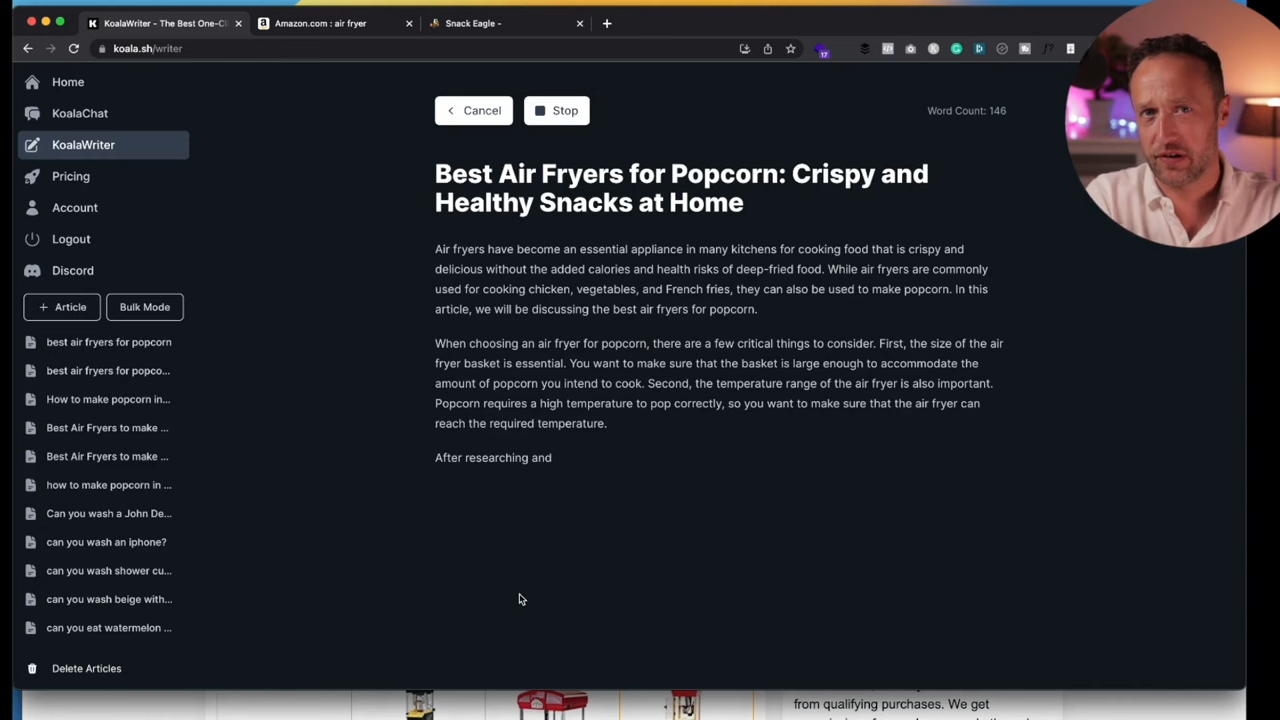 KoalaWriter - The Best One-Cl
Amazon.com : air fryer
Snack Eagle -
koala.sh/writer
17
Home
KoalaChat
KoalaWriter
Pricing
Account
Logout
Discord
+ Article
Bulk Mode
best air fryers for popcorn
best air fryers for popco...
How to make popcorn in...
Best Air Fryers to make ...
Best Air Fryers to make ...
how to make popcorn in ...
Can you wash a John De...
can you wash an iphone?
can you wash shower cu...
can you wash beige with...
can you eat watermelon ...
Delete Articles
Cancel
Stop
Word Count: 146
Best Air Fryers for Popcorn: Crispy and
Healthy Snacks at Home
Air fryers have become an essential appliance in many kitchens for cooking food that is crispy and
delicious without the added calories and health risks of deep-fried food. While air fryers are commonly
used for cooking chicken, vegetables, and French fries, they can also be used to make popcorn. In this
article, we will be discussing the best air fryers for popcorn.
When choosing an air fryer for popcorn, there are a few critical things to consider. First, the size of the air
fryer basket is essential. You want to make sure that the basket is large enough to accommodate the
amount of popcorn you intend to cook. Second, the temperature range of the air fryer is also important.
Popcorn requires a high temperature to pop correctly, so you want to make sure that the air fryer can
reach the required temperature.
After researching and
from qualifying purchases. We get